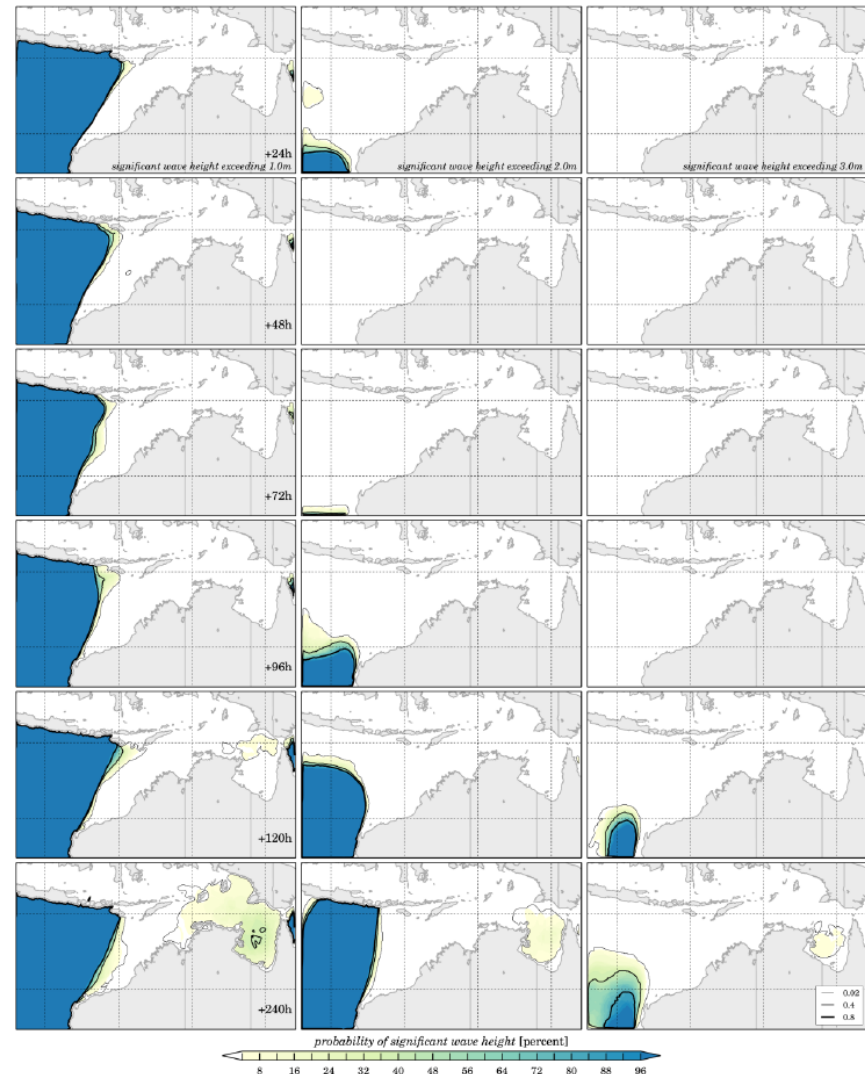 +24h
significant wave height exceeding 1.0m
significant wave height exceeding 2.0m
significant wave height exceeding 3.0m
+48h
+72h
+96h
+120h
+240h
0.02
0.4
0.8
probability of significant wave height [percent]
8 16 24 32 40 48 56 64 72 80 88 96